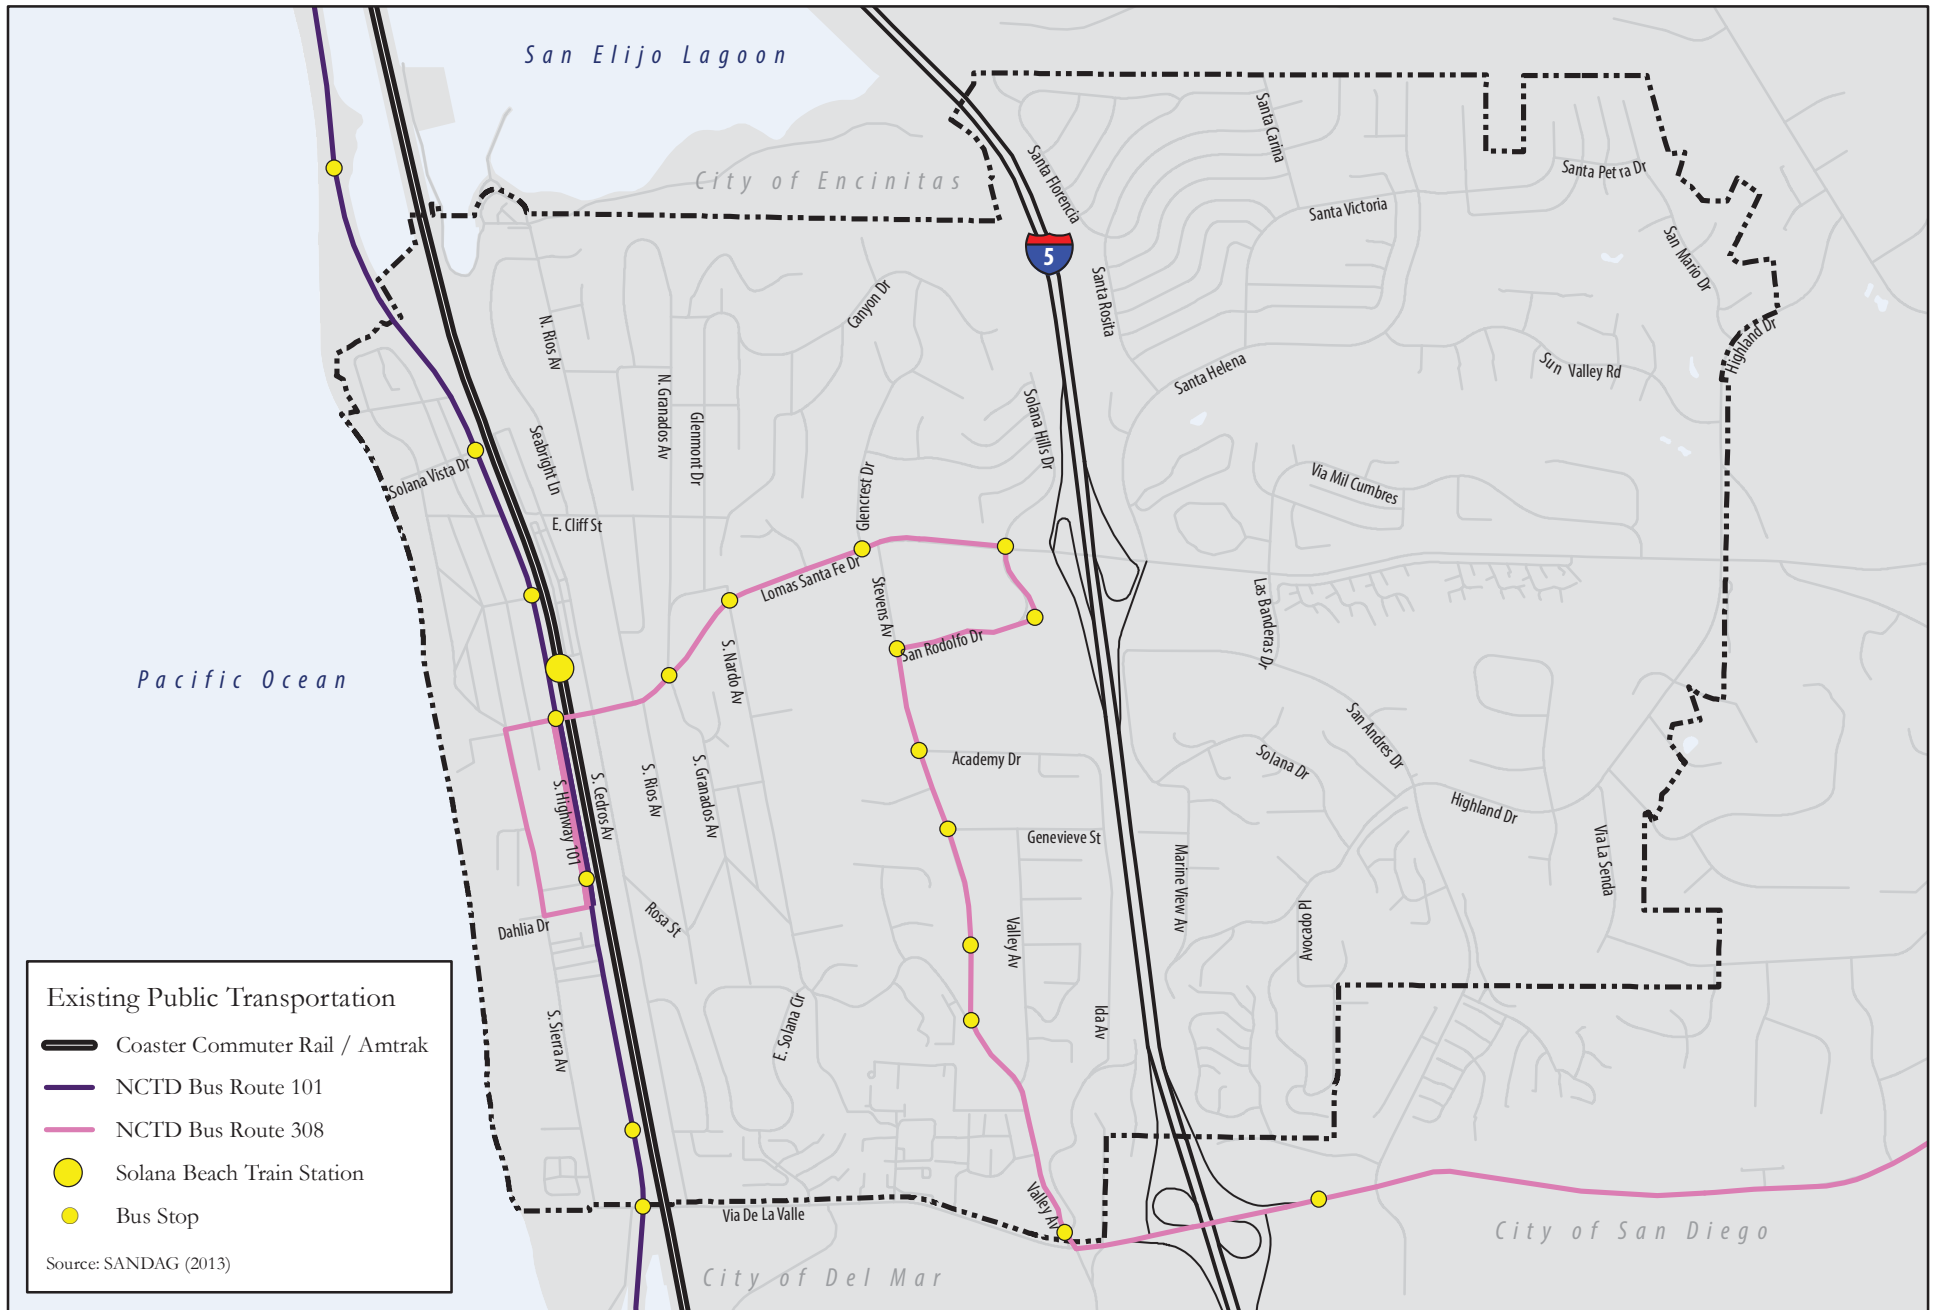 San Elijo Lagoon
City of Encinitas
Santa Carina
Santa Florencia
Santa Petra Dr
Santa Victoria
San Mario Dr
5
Santa Rosita
Canyon Dr
N. Rios Av
Highland Dr
Sun Valley Rd
Santa Helena
N. Granados Av
Glenmont Dr
Solana Hills Dr
Seabright Ln
Solana Vista Dr
Glencrest Dr
Via Mil Cumbres
E. Cliff St
Lomas Santa Fe Dr
Stevens Av
Las Banderas Dr
San Rodolfo Dr
Pacific Ocean
S. Nardo Av
San Andres Dr
Solana Dr
Academy Dr
S. Highway 101
S. Cedros Av
S. Rios Av
S. Granados Av
Highland Dr
Genevieve St
Via La Senda
Marine View Av
Dahlia Dr
Rosa St
Valley Av
Avocado Pl
S. Sierra Av
E. Solana Cir
Ida Av
Valley Av
Via De La Valle
City of San Diego
City of Del Mar
Existing Public Transportation
Coaster Commuter Rail / Amtrak
NCTD Bus Route 101
NCTD Bus Route 308
Solana Beach Train Station
Bus Stop
Source: SANDAG (2013)